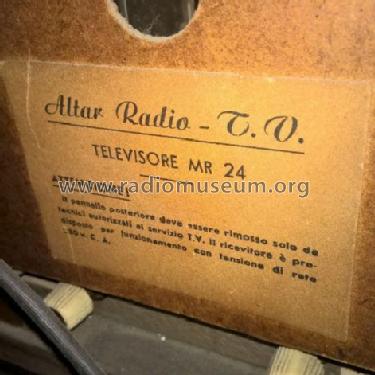 Altar Radio - T.V.
TELEVISORE MR 24
www.radiomuseum.org
Il pannello posteriore deve essere rimosso solo da
tecnici autorizzati al servizio T.V. Il ricevitore è pre-
disposto per funzionamento con tensione di rete
C.A.